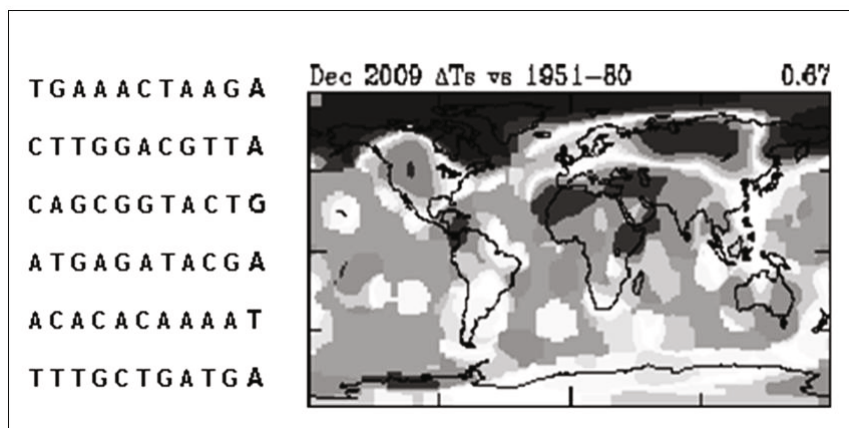 TGAAACTAAGA
CTTGGACGTTA
CAGCGGTACTG
ATGAGATACGA
ACACACAAAAT
TTTGCTGATGA
Dec 2009 ΔTs vs 1951-80 0.67